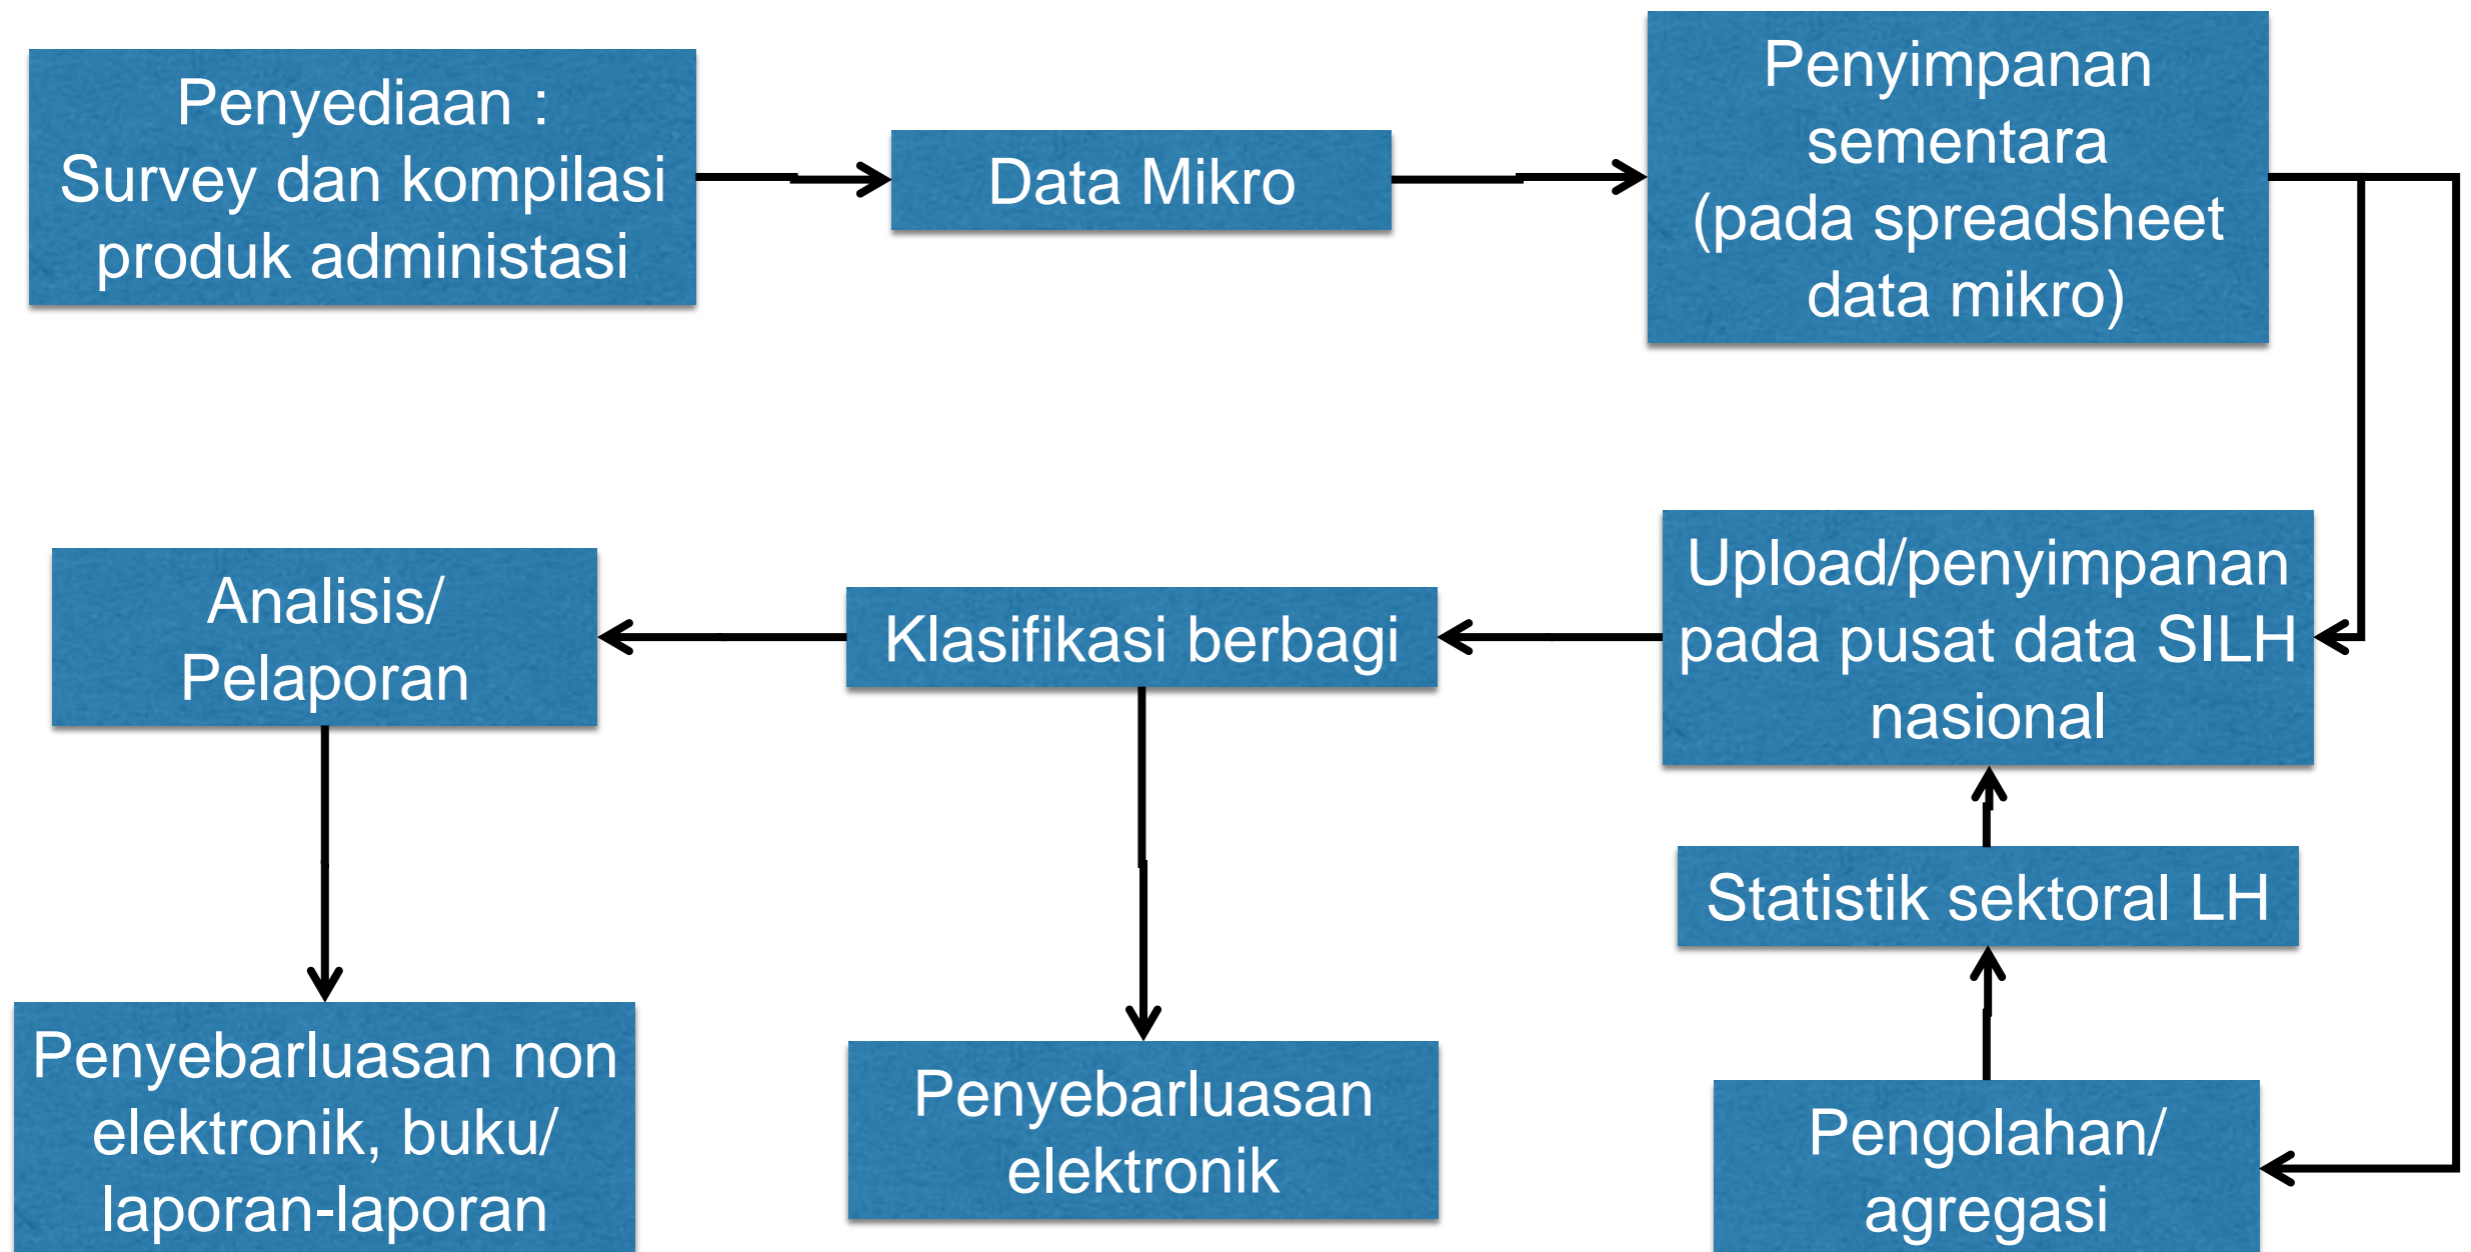 Penyediaan :
Survey dan kompilasi
produk administasi
Data Mikro
Penyimpanan
sementara
(pada spreadsheet
data mikro)
Analisis/
Pelaporan
Klasifikasi berbagi
Upload/penyimpanan
pada pusat data SILH
nasional
Statistik sektoral LH
Penyebarluasan non
elektronik, buku/
laporan-laporan
Penyebarluasan
elektronik
Pengolahan/
agregasi